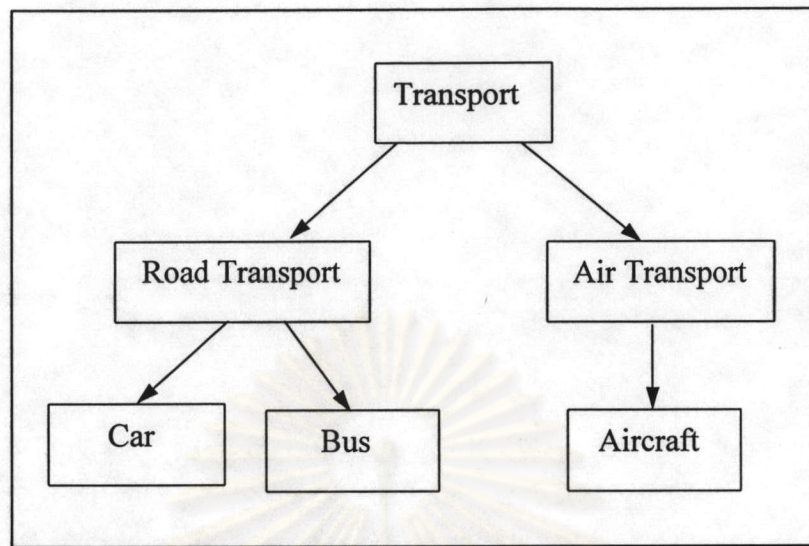 Transport
Road Transport
Air Transport
Car
Bus
Aircraft